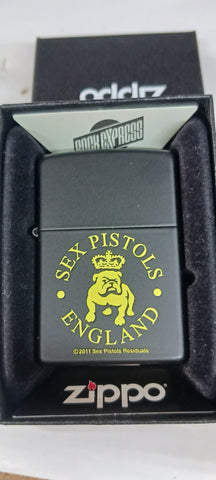 Zippo
ROCK EXPRESS
SEX PISTOLS
ENGLAND
©2011 Sex Pistols Residuals
zippo